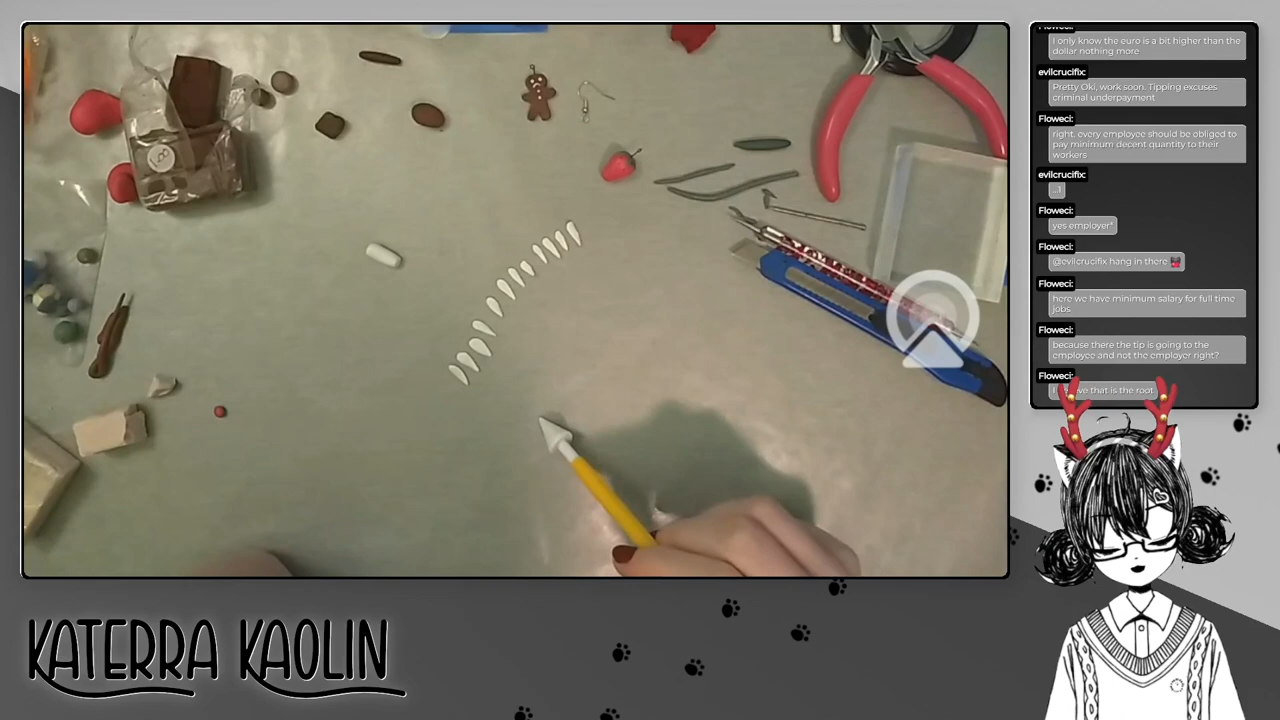 Floweci:
I only know the euro is a bit higher than the
dollar nothing more
evilcrucifix:
Pretty Oki, work soon. Tipping excuses
criminal underpayment
Floweci:
right. every employee should be obliged to
pay minimum decent quantity to their
workers
evilcrucifix:
...!
Floweci:
yes employer*
Floweci:
@evilcrucifix hang in there
Floweci:
here we have minimum salary for full time
jobs
Floweci:
because there the tip is going to the
employee and not the employer right?
Floweci:
that is the root
KATERRA KAOLIN